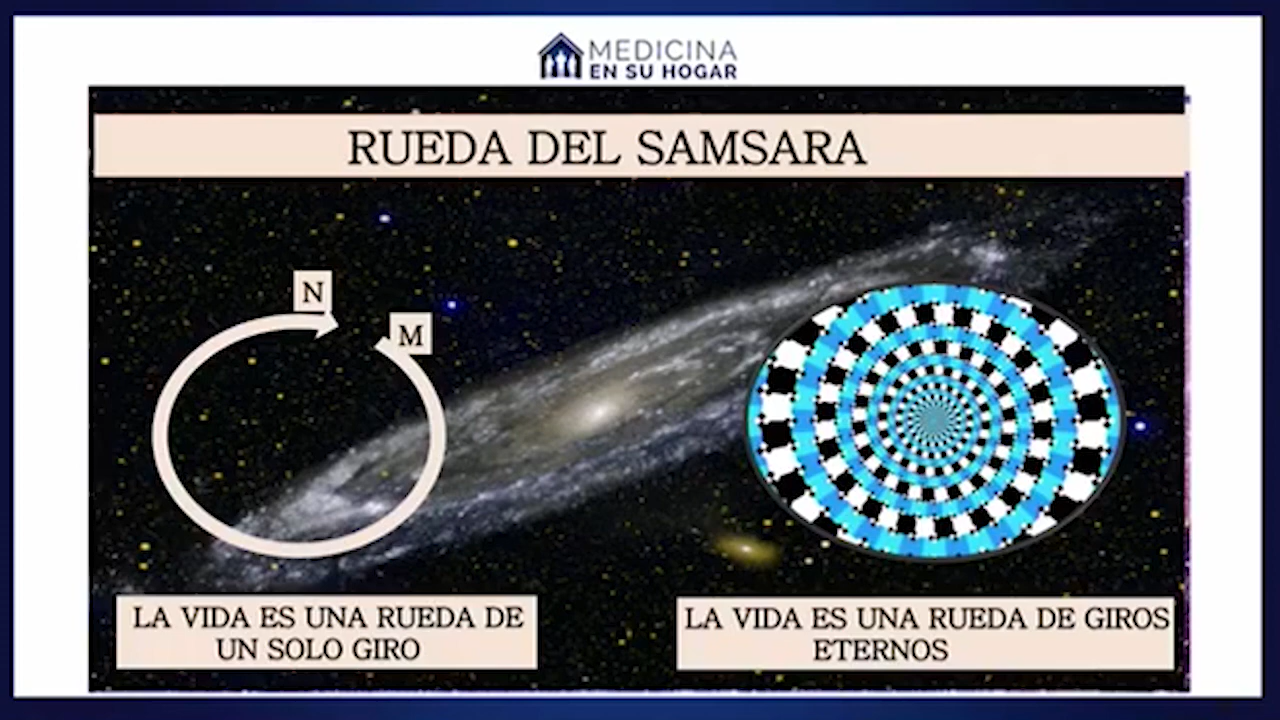 MEDICINA
EN SU HOGAR
RUEDA DEL SAMSARA
N
M
LA VIDA ES UNA RUEDA DE
UN SOLO GIRO
LA VIDA ES UNA RUEDA DE GIROS
ETERNOS